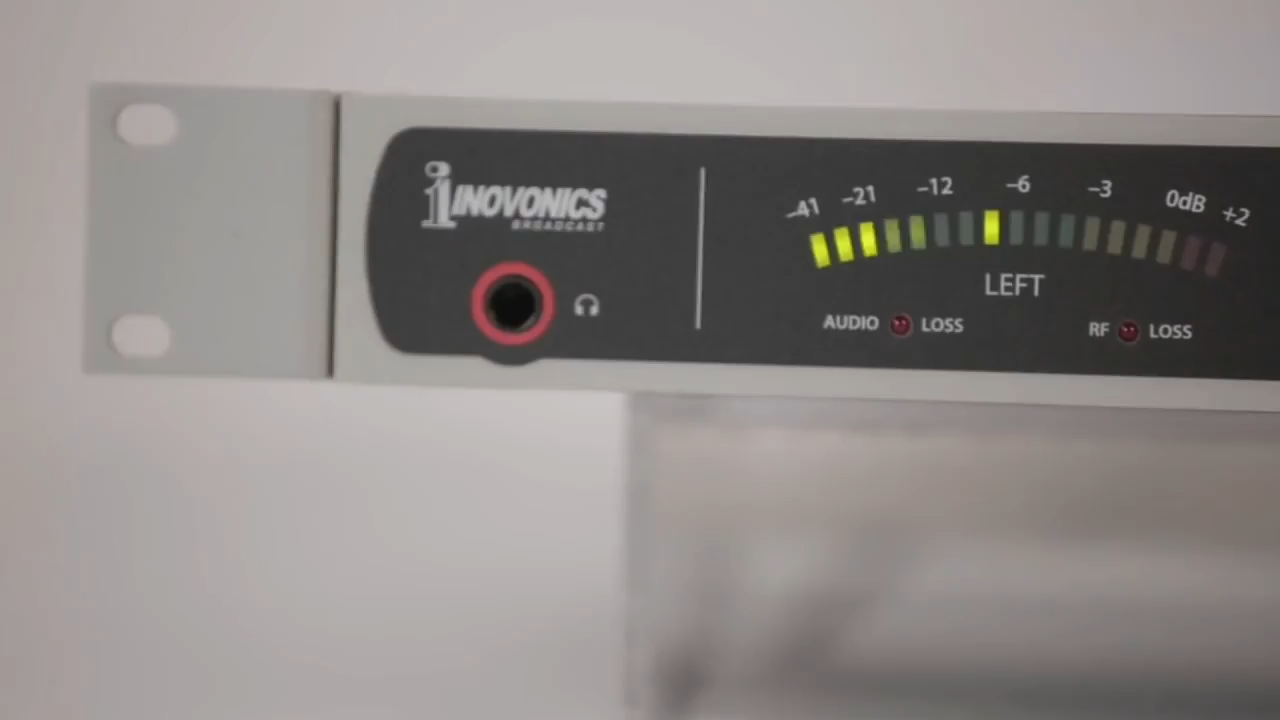 INOVONICS
BROADCAST
-41 -21 -12 -6 -3 0dB +2
LEFT
AUDIO LOSS RF LOSS